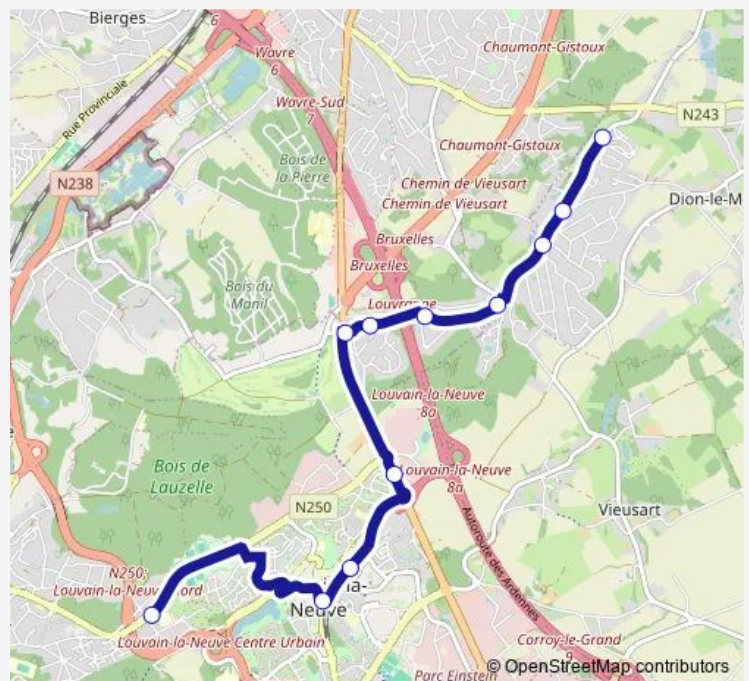 Bierges
6
Wavre
6
Chaumont-Gistoux
Rue Provinciale
Wavre-Sud
7
N243
Chaumont-Gistoux
Bois de
la Pierre
N238
Chemin de Vieusart
Chemin de Vieusart
Dion-le-M
Bruxelles
Bruxelles
Bois du
Manil
Louvrange
Louvain-la-Neuve
8a
Bois de
Lauzelle
Louvain-la-Neuve
8a
N250
Vieusart
Autoroute des Ardennes
N250;
Louvain-la-Neuve Nord
la-
Neuve
Louvain-la-Neuve Centre Urbain
Corroy-le-Grand
9
Parc Einstein
© OpenStreetMap contributors